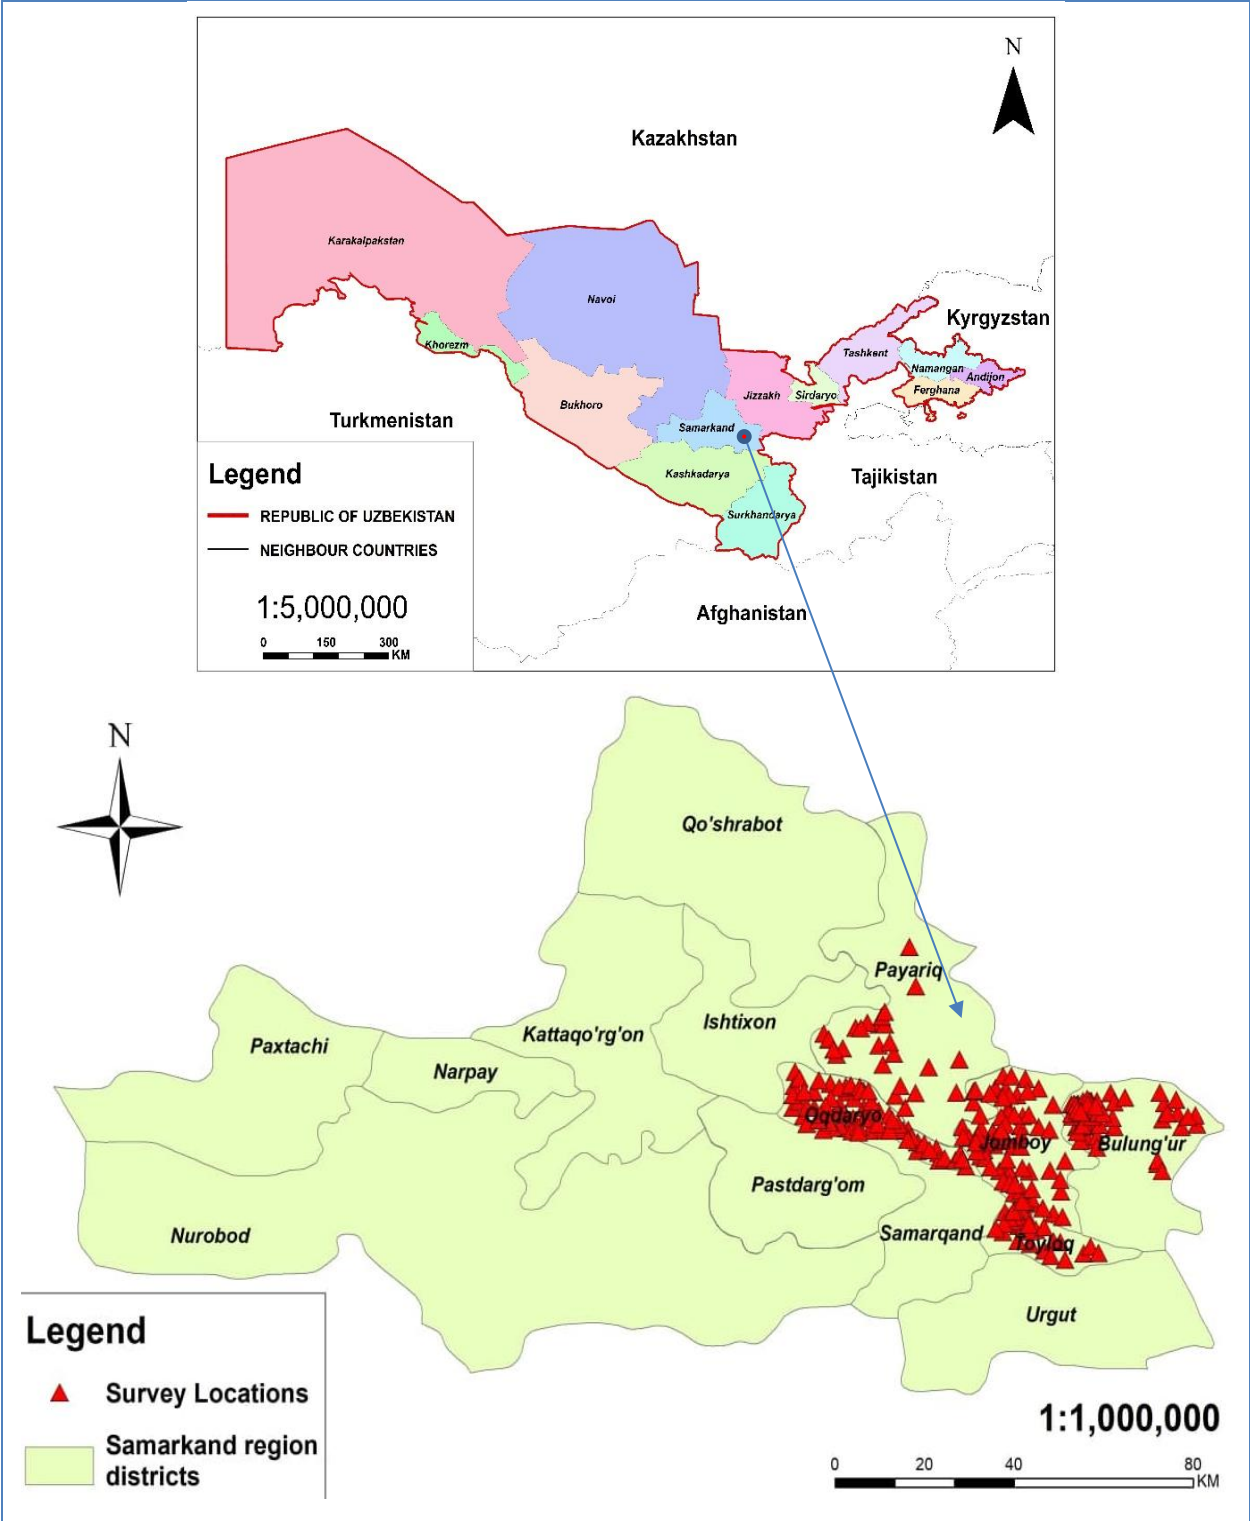 N
Kazakhstan
Karakalpakstan
Navoi
Kyrgyzstan
Khorezm
Tashkent
Namangan
Andijon
Ferghana
Jizzakh
Sirdaryo
Bukhoro
Turkmenistan
Samarkand
Kashkadarya
Tajikistan
Surkhandarya
Afghanistan
Legend
REPUBLIC OF UZBEKISTAN
NEIGHBOUR COUNTRIES
1:5,000,000
0 150 300
KM
N
Qo'shrabot
Payariq
Ishtixon
Kattaqo'rg'on
Paxtachi
Narpay
Oqdaryo
Jomboy
Bulung'ur
Pastdarg'om
Nurobod
Samarqand
Toyloq
Urgut
Legend
Survey Locations
Samarkand region
districts
1:1,000,000
0 20 40 80
KM